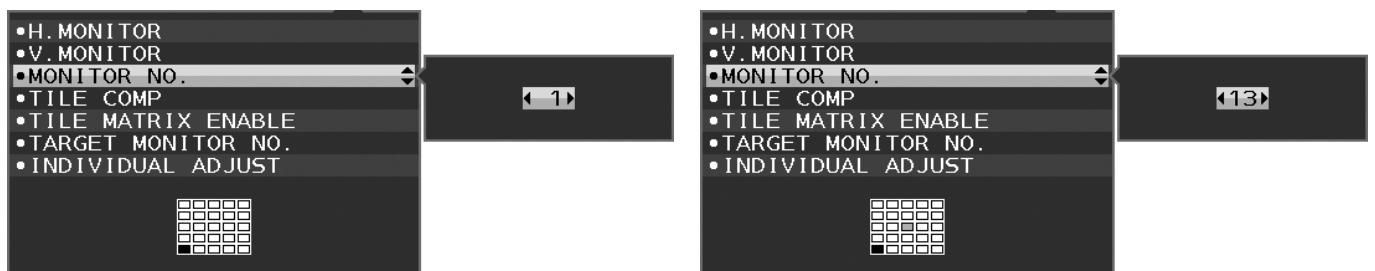 •H.MONITOR
•V.MONITOR
•MONITOR NO.
•TILE COMP
•TILE MATRIX ENABLE
•TARGET MONITOR NO.
•INDIVIDUAL ADJUST
1
•H.MONITOR
•V.MONITOR
•MONITOR NO.
•TILE COMP
•TILE MATRIX ENABLE
•TARGET MONITOR NO.
•INDIVIDUAL ADJUST
13